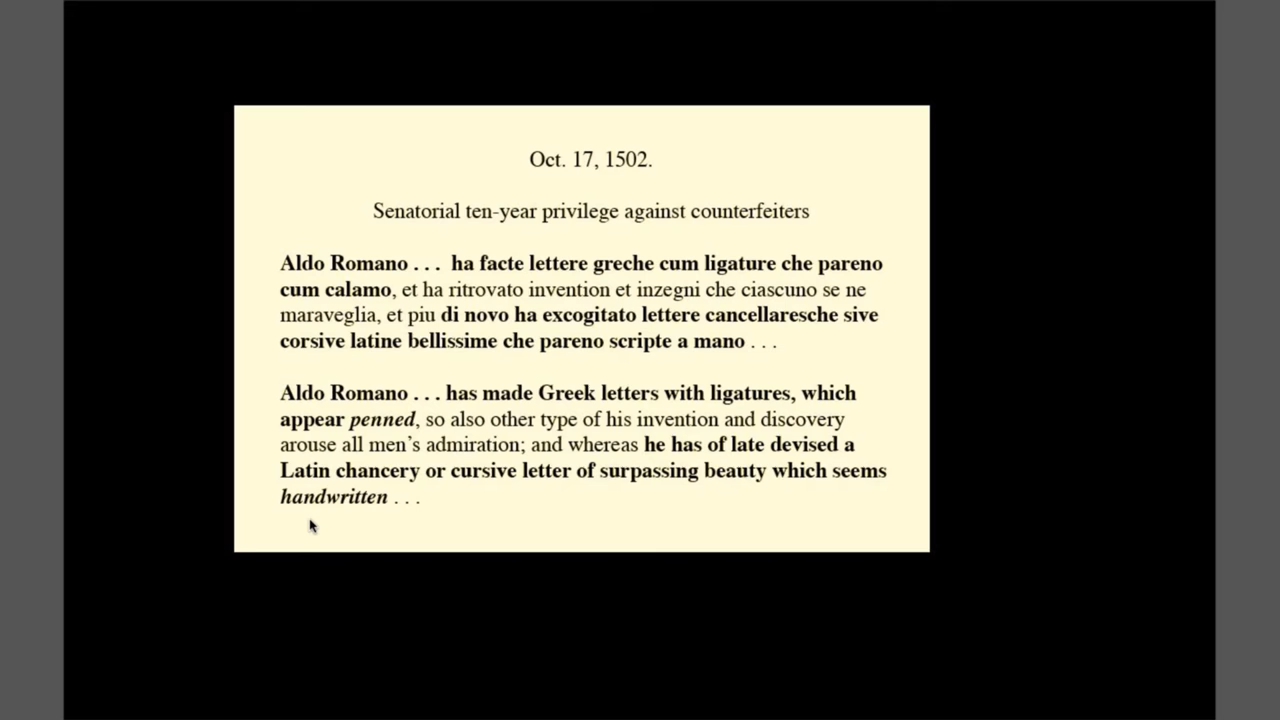 Oct. 17, 1502.
Senatorial ten-year privilege against counterfeiters
Aldo Romano . . .  ha facte lettere greche cum ligature che pareno
cum calamo, et ha ritrovato invention et inzegni che ciascuno se ne
maraveglia, et piu di novo ha excogitato lettere cancellaresche sive
corsive latine bellissime che pareno scripte a mano . . .
Aldo Romano . . . has made Greek letters with ligatures, which
appear penned, so also other type of his invention and discovery
arouse all men’s admiration; and whereas he has of late devised a
Latin chancery or cursive letter of surpassing beauty which seems
handwritten . . .